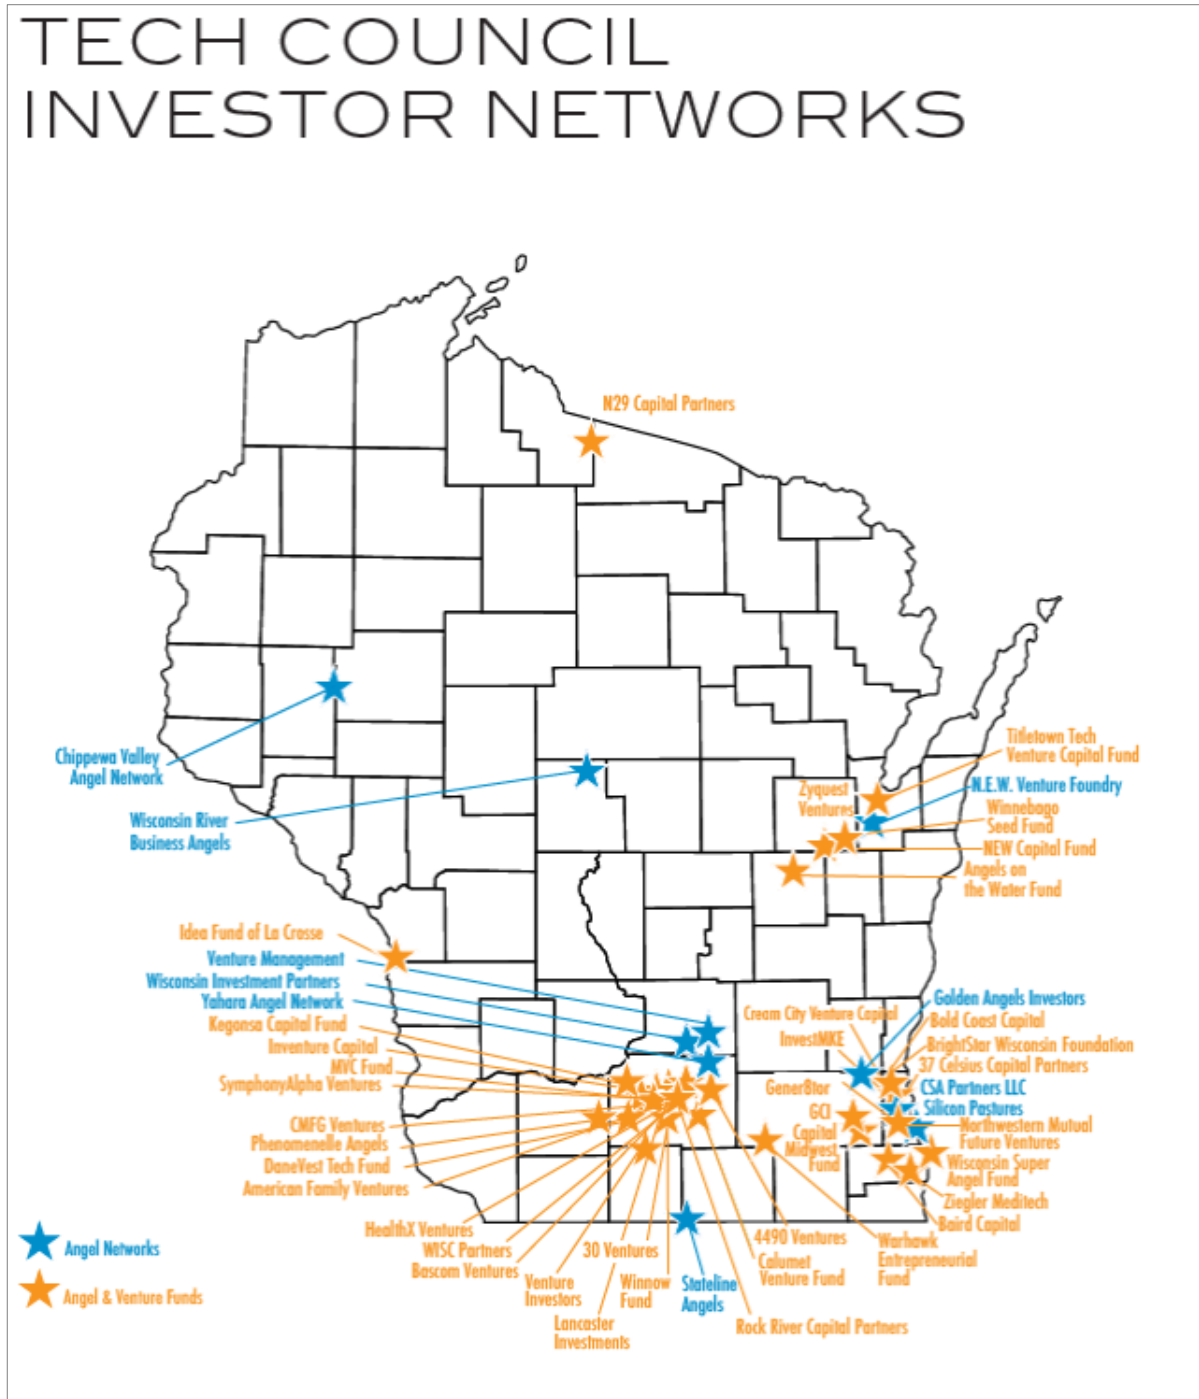 TECH COUNCIL
INVESTOR NETWORKS
N29 Capital Partners
Chippewa Valley
Angel Network
Wisconsin River
Business Angels
Titletown Tech
Venture Capital Fund
Zyquest
Ventures
N.E.W. Venture Foundry
Winnebago
Seed Fund
NEW Capital Fund
Angels on
the Water Fund
Idea Fund of La Crosse
Venture Management
Wisconsin Investment Partners
Yahara Angel Network
Kegonsa Capital Fund
Inventure Capital
MVC Fund
SymphonyAlpha Ventures
CMFG Ventures
Phenomenelle Angels
DaneVest Tech Fund
American Family Ventures
HealthX Ventures
WISC Partners
Bascom Ventures
Venture
Investors
Lancaster
Investments
30 Ventures
Winnow
Fund
Stateline
Angels
Rock River Capital Partners
4490 Ventures
Calumet
Venture Fund
Warhawk
Entrepreneurial
Fund
Golden Angels Investors
Cream City Venture Capital
Bold Coast Capital
InvestMKE
BrightStar Wisconsin Foundation
37 Celsius Capital Partners
Gener8tor
CSA Partners LLC
GCI
Silicon Pastures
Capital
Midwest
Fund
Northwestern Mutual
Future Ventures
Wisconsin Super
Angel Fund
Ziegler Meditech
Baird Capital
Angel Networks
Angel & Venture Funds